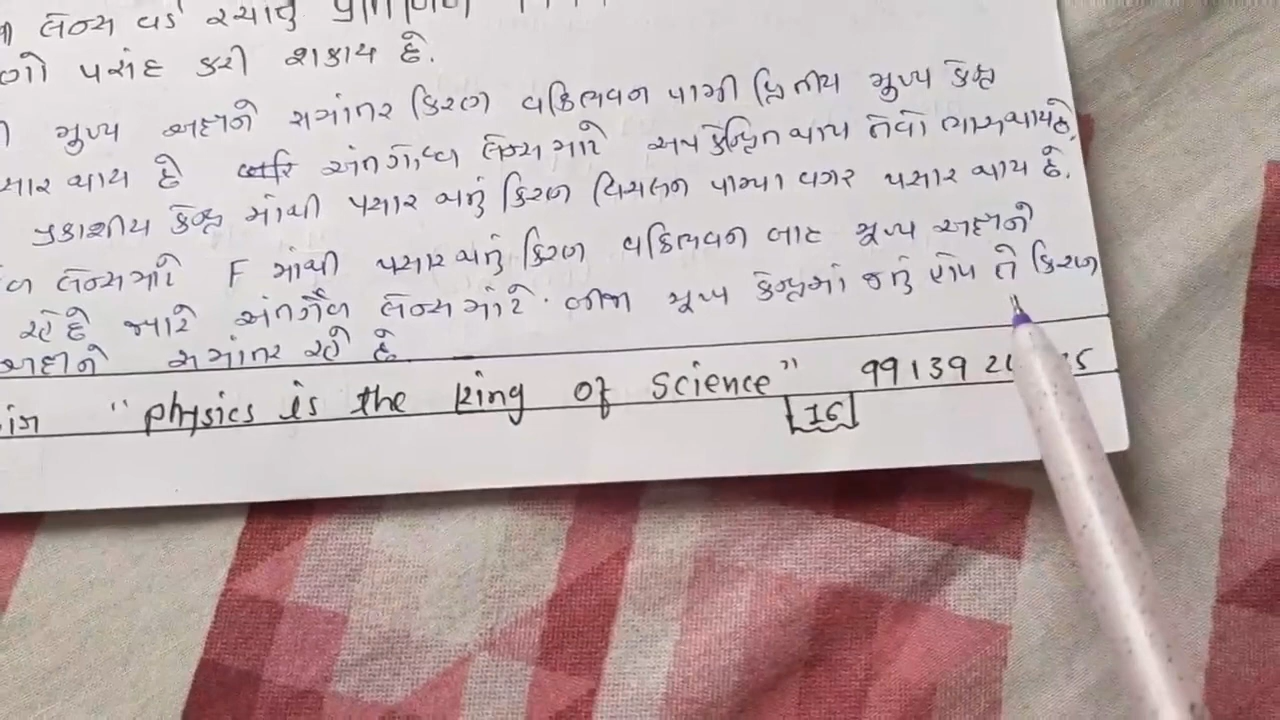 લેન્સ વડે રચાતું
પસંદ કરી શકાય છે.
મુખ્ય અક્ષને સમાંતર કિરણ વક્રિભવન પામી દ્વિતીય મુખ્ય કેન્દ્ર
સાર થાય છે અંતર્ગોળ લેન્સ માટે અપકેન્દ્રિત થાય તેવો ભાસ થાય છે.
પ્રકાશીય કેન્દ્ર માંથી પસાર થતું કિરણ વિચલન પામ્યા વગર પસાર થાય છે.
લેન્સ માટે F માંથી પસાર થતું કિરણ વક્રિભવન બાદ મુખ્ય અક્ષને
રહે છે જ્યારે અંતર્ગોળ લેન્સ માટે. બીજા મુખ્ય કેન્દ્રમાં જતું હોય તે કિરણ
અક્ષને સમાંતર રહે છે.
"physics is the king of Science" 99139 2
16